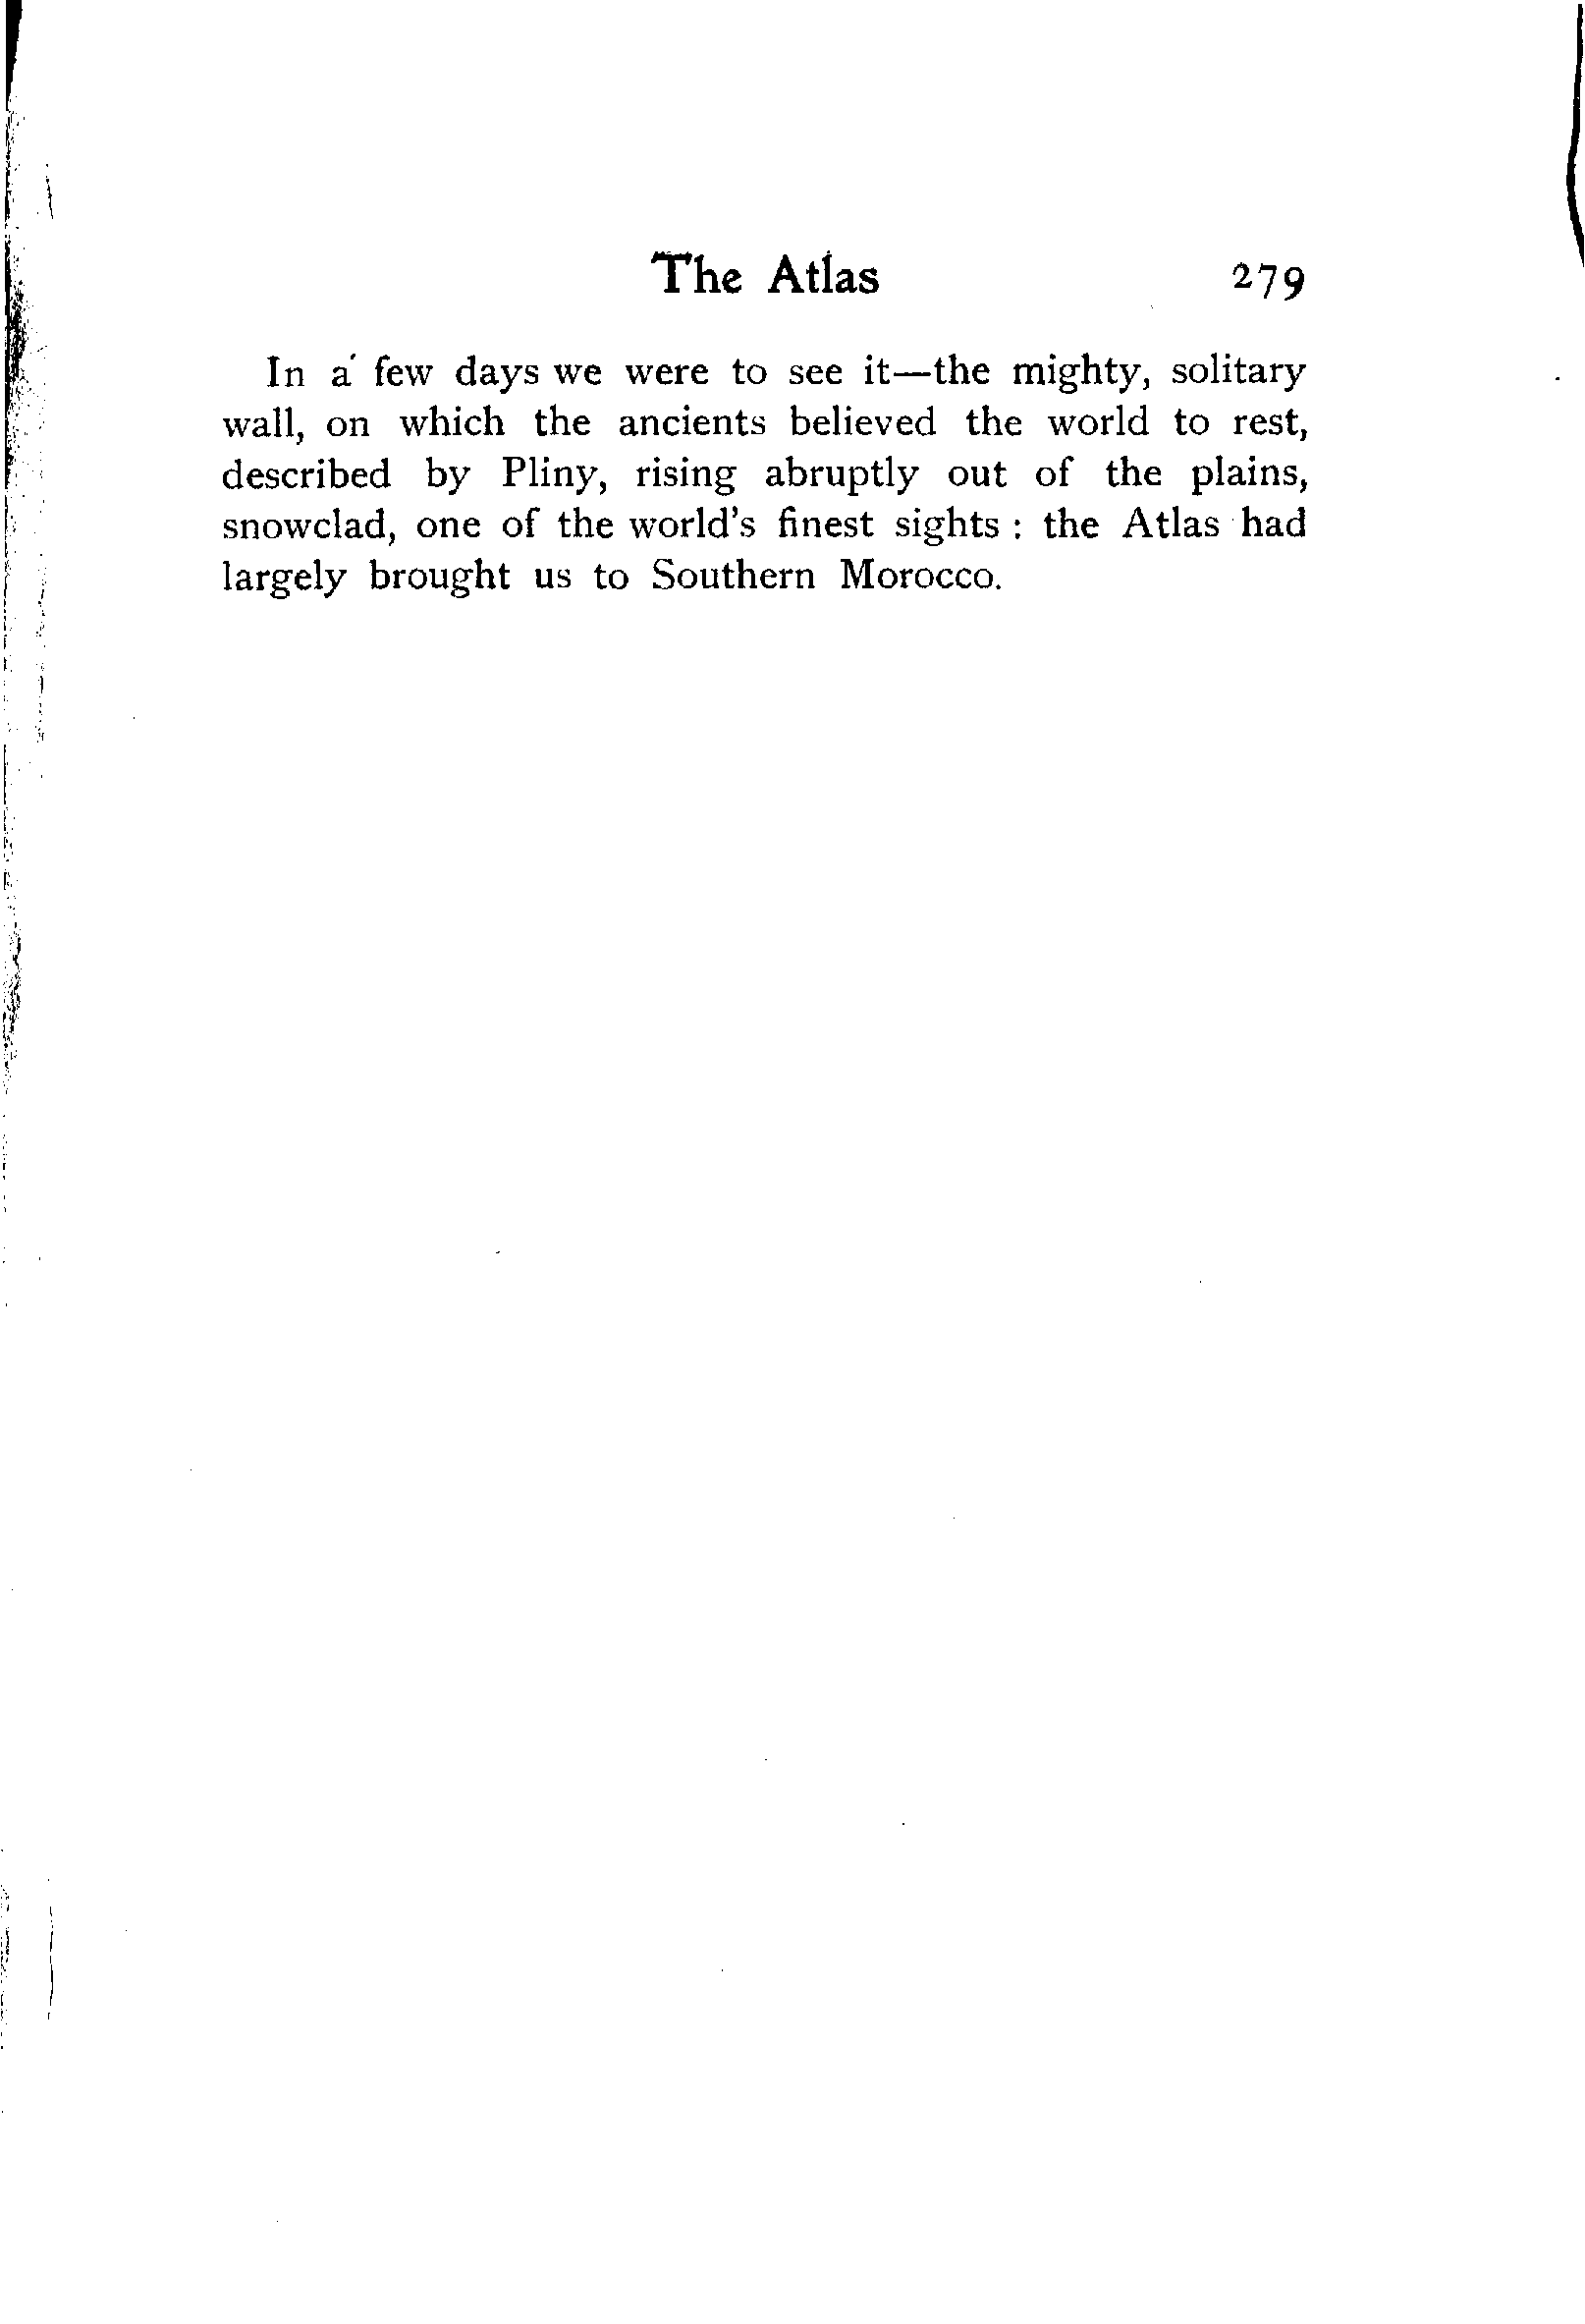 The Atlas 279
In a few days we were to see it—the mighty, solitary
wall, on which the ancients believed the world to rest,
described by Pliny, rising abruptly out of the plains,
snowclad, one of the world's finest sights : the Atlas had
largely brought us to Southern Morocco.